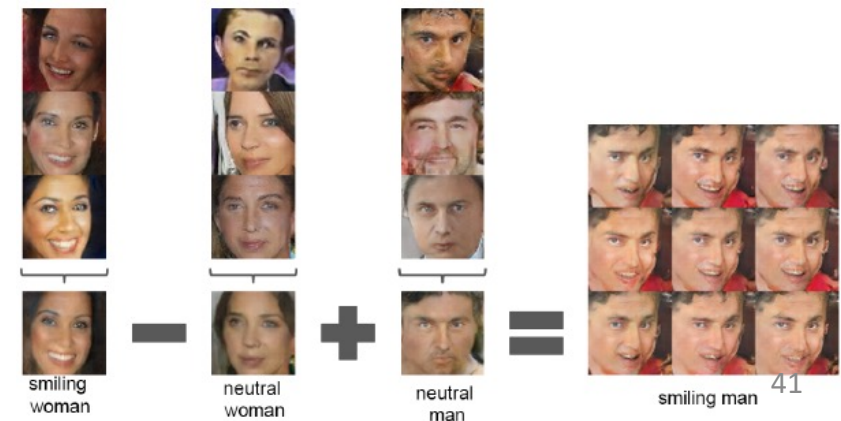 smiling
woman
neutral
woman
neutral
man
smiling man
41